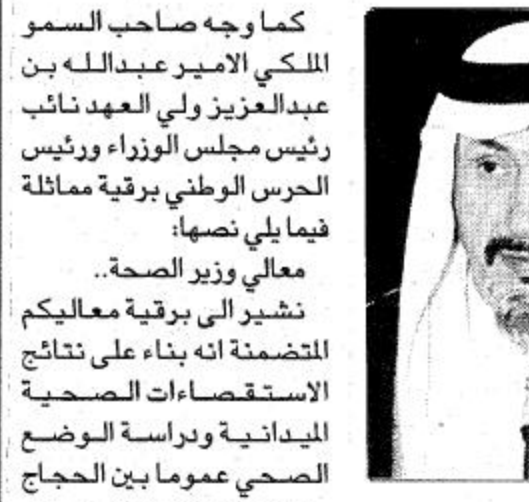 كما وجه صاحب السمو
الملكي الامير عبدالله بن
عبدالعزيز ولي العهد نائب
رئيس مجلس الوزراء ورئيس
الحرس الوطني برقية مماثلة
فيما يلي نصها:
معالي وزير الصحة..
نشير الى برقية معاليكم
المتضمنة انه بناء على نتائج
الاستقصاءات الصحية
الميدانية ودراسة الوضع
الصحي عموما بين الحجاج